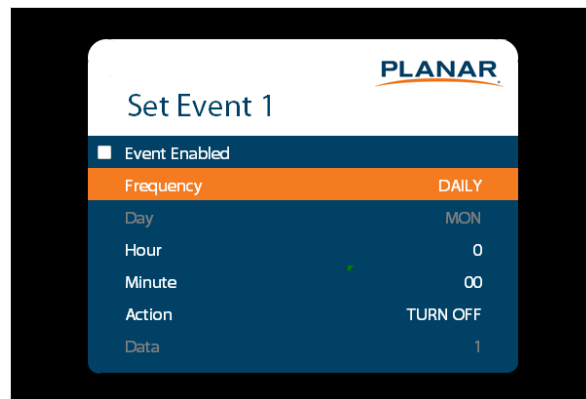 PLANAR
Set Event 1
Event Enabled
Frequency DAILY
Day MON
Hour 0
Minute 00
Action TURN OFF
Data 1